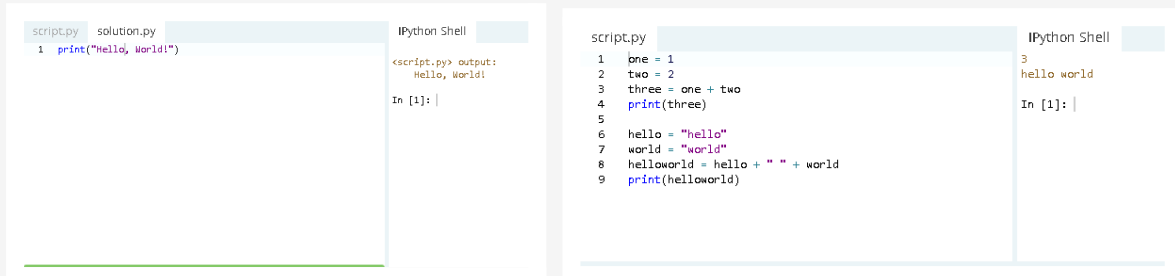 script.py solution.py IPython Shell
1 print("Hello, World!")
<script.py> output:
Hello, World!
In [1]:
script.py IPython Shell
1 one = 1
2 two = 2
3 three = one + two
4 print(three)
5
6 hello = "hello"
7 world = "world"
8 helloworld = hello + " " + world
9 print(helloworld)
3
hello world
In [1]: